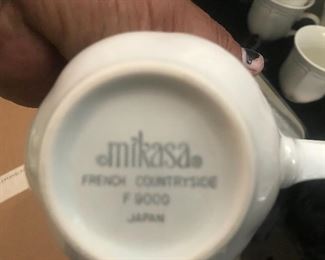 mikasa®
FRENCH COUNTRYSIDE
F 9000
JAPAN